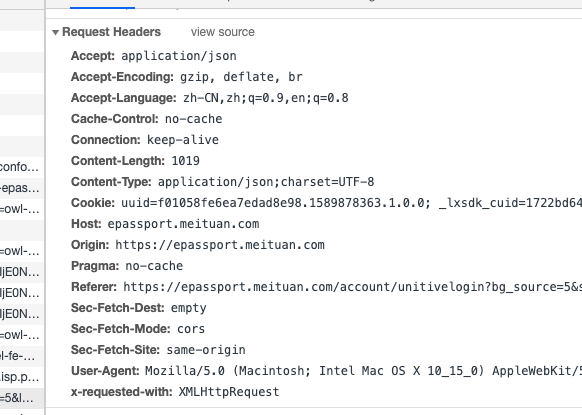 Request Headers view source
Accept: application/json
Accept-Encoding: gzip, deflate, br
Accept-Language: zh-CN,zh;q=0.9,en;q=0.8
Cache-Control: no-cache
Connection: keep-alive
confo... Content-Length: 1019
-epas... Content-Type: application/json;charset=UTF-8
=owl-... Cookie: uuid=f01058fe6ea7edad8e98.1589878363.1.0.0; _lxsdk_cuid=1722bd64
Host: epassport.meituan.com
=owl-... Origin: https://epassport.meituan.com
IjE0N... Pragma: no-cache
IjE0N... Referer: https://epassport.meituan.com/account/unitivelogin?bg_source=5&s
IjE0N... Sec-Fetch-Dest: empty
=owl-... Sec-Fetch-Mode: cors
el-fe-... Sec-Fetch-Site: same-origin
.isp.p... User-Agent: Mozilla/5.0 (Macintosh; Intel Mac OS X 10_15_0) AppleWebKit/5
=5&l... x-requested-with: XMLHttpRequest